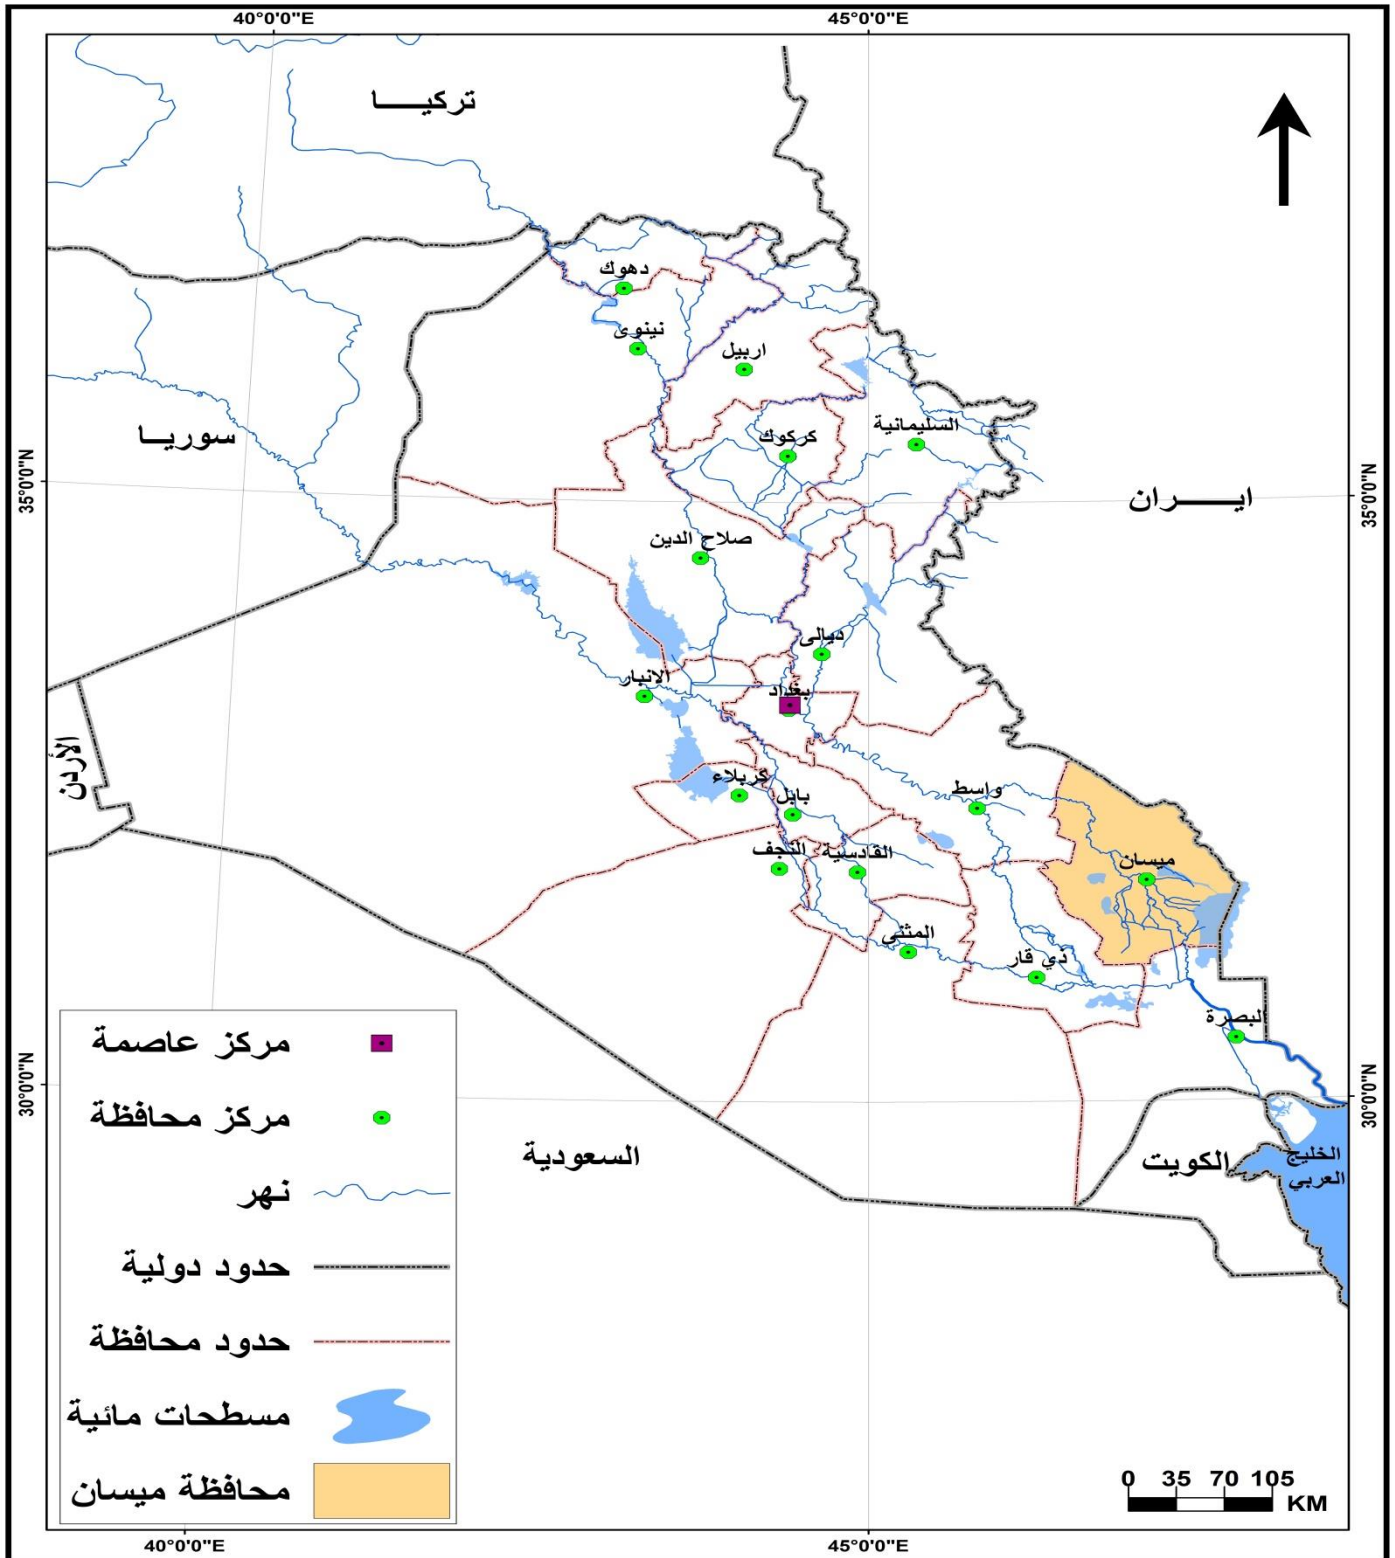 40°0'0"E
45°0'0"E
تركيـــــا
دهوك
نينوى
اربيل
السليمانية
كركوك
سوريـــا
35°0'0"N
35°0'0"N
ايـــــران
صلاح الدين
ديالى
الانبار
بغداد
الأردن
كربلاء
بابل
واسط
النجف
القادسية
ميسان
المثنى
ذي قار
البصرة
30°0'0"N
30°0'0"N
السعودية
الكويت
الخليج
العربي
مركز عاصمة
مركز محافظة
نهر
حدود دولية
حدود محافظة
مسطحات مائية
محافظة ميسان
0 35 70 105
KM
40°0'0"E
45°0'0"E